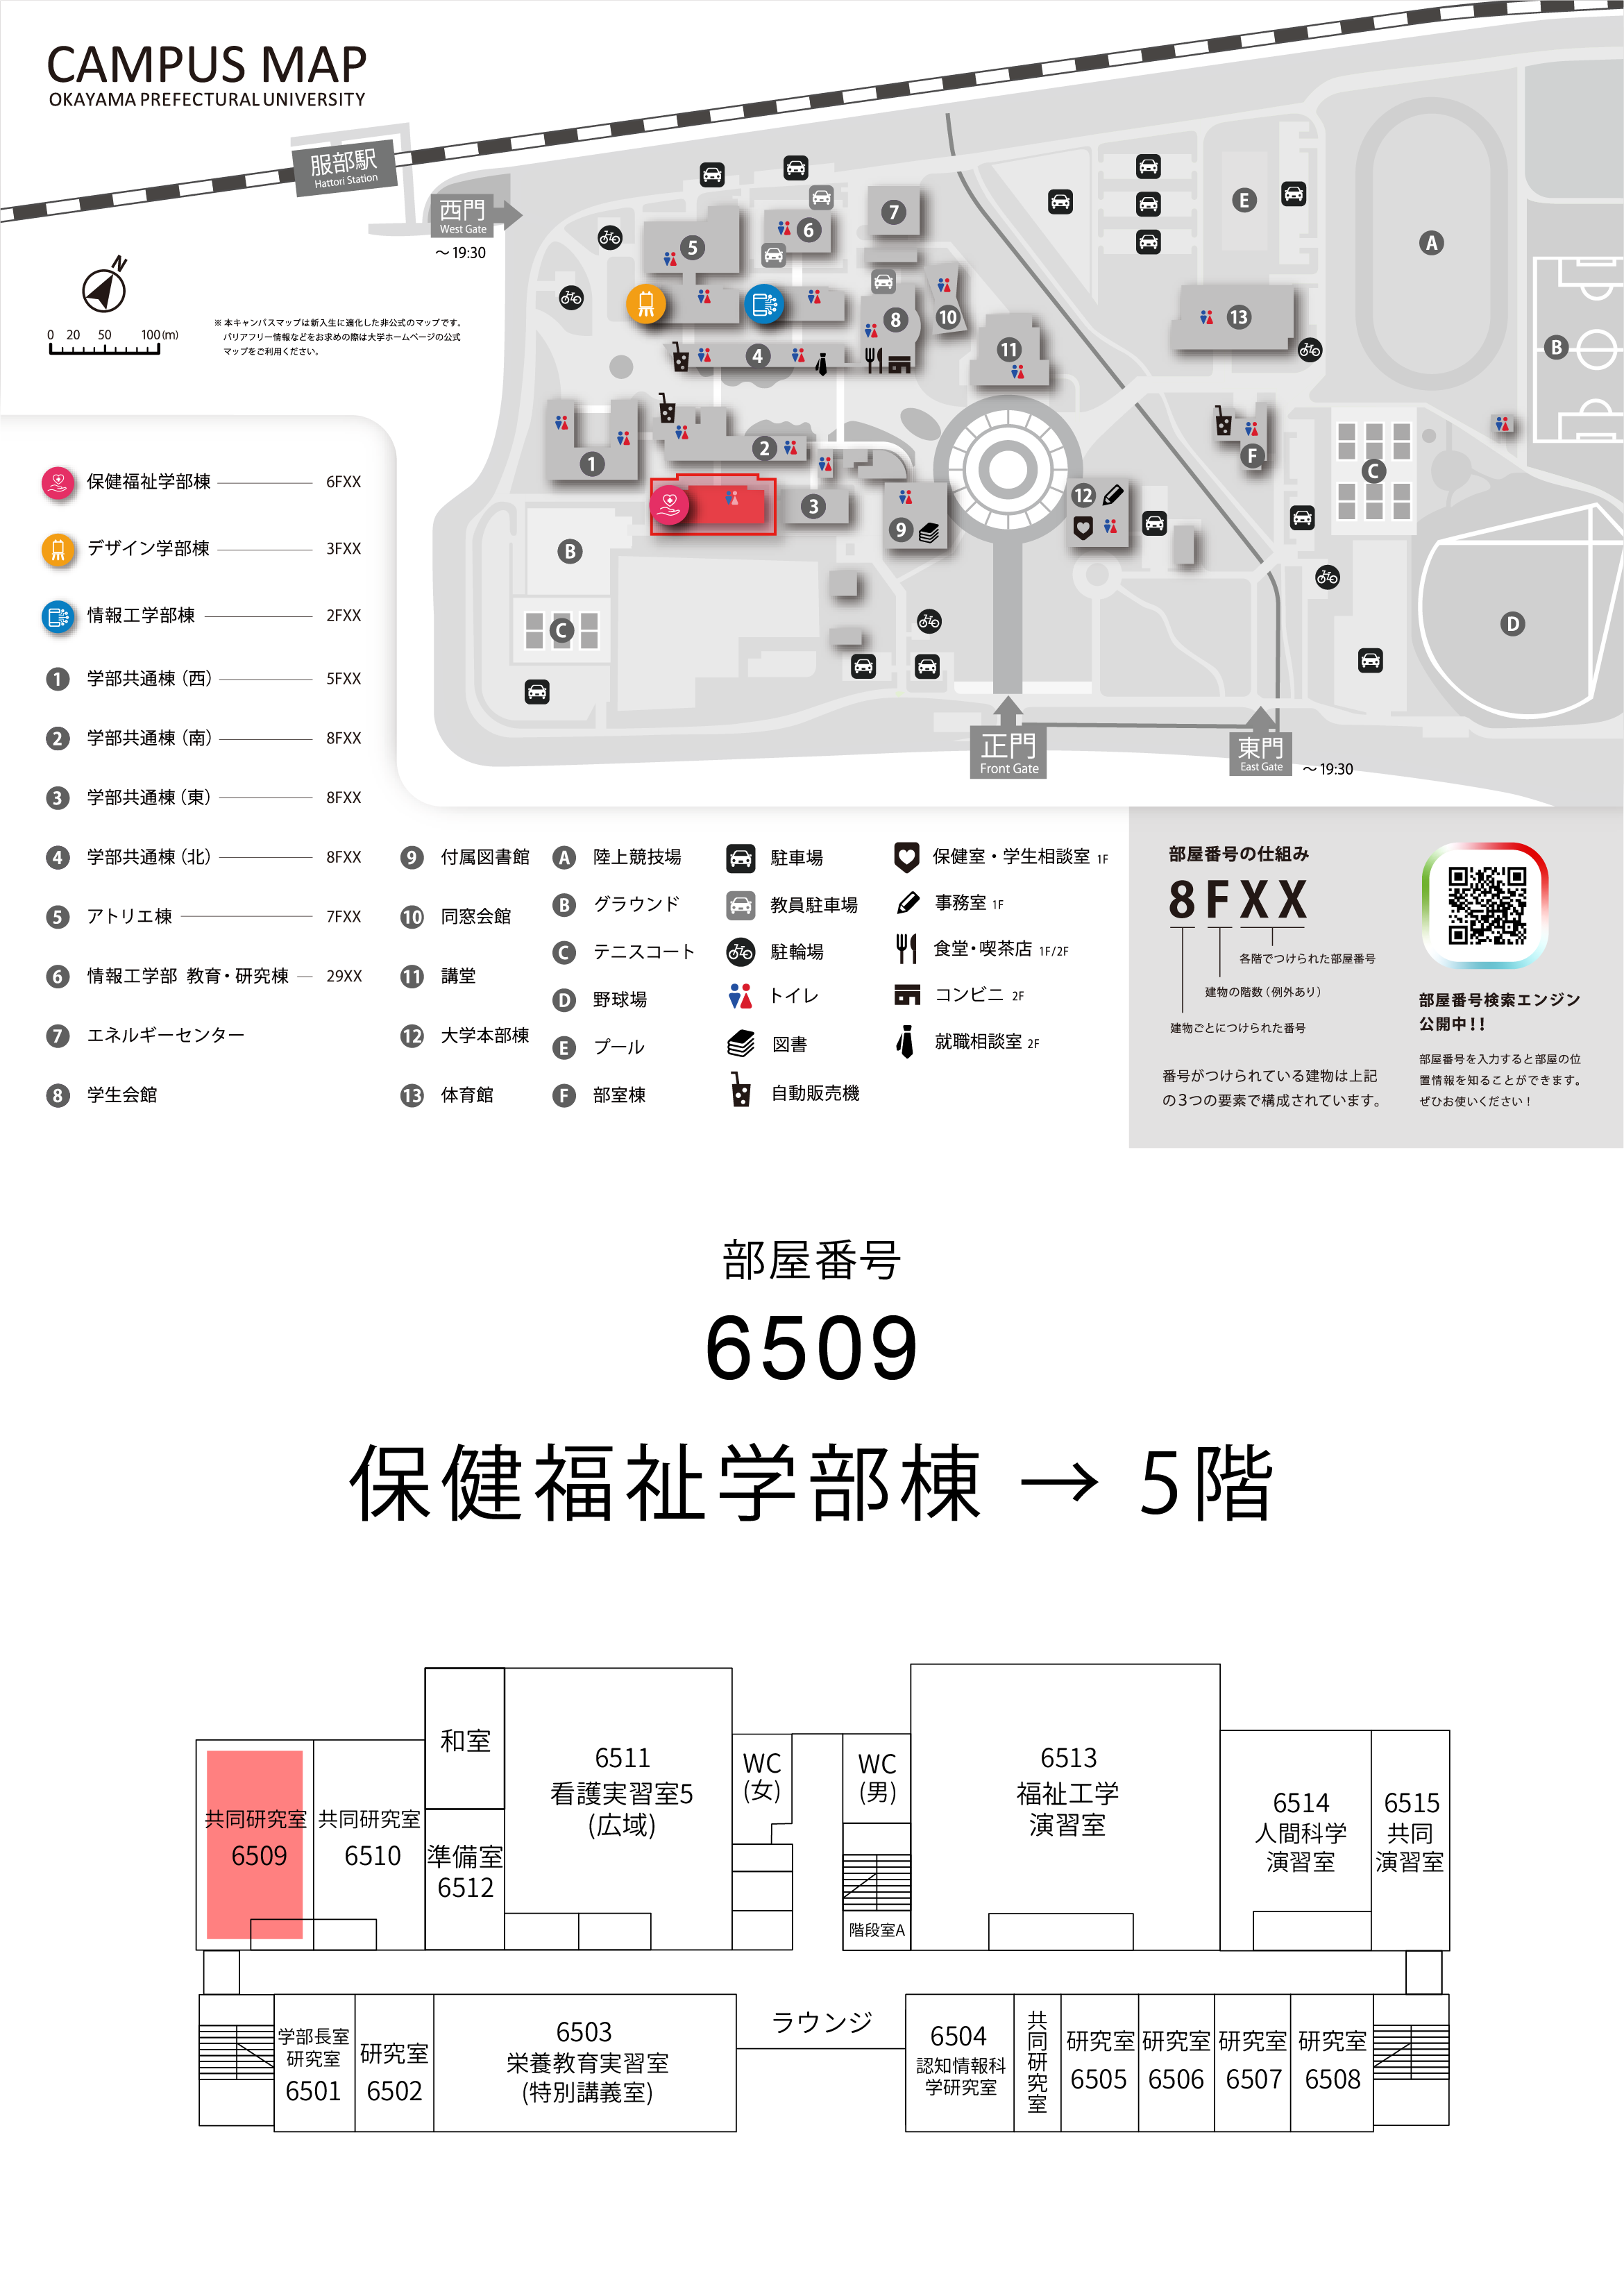 CAMPUS MAP
OKAYAMA PREFECTURAL UNIVERSITY
服部駅
Hattori Station
西門
West Gate
～19:30
N
0 20 50 100(m)
※ 本キャンパスマップは新入生に適化した非公式のマップです。
バリアフリー情報などをお求めの際は大学ホームページの公式
マップをご利用ください。
5
6
7
8
10
4
11
13
E
A
B
1
2
3
9
12
F
C
B
C
D
正門
Front Gate
東門
East Gate
～19:30
保健福祉学部棟 6FXX
デザイン学部棟 3FXX
情報工学部棟 2FXX
1 学部共通棟（西） 5FXX
2 学部共通棟（南） 8FXX
3 学部共通棟（東） 8FXX
4 学部共通棟（北） 8FXX
5 アトリエ棟 7FXX
6 情報工学部 教育・研究棟 29XX
7 エネルギーセンター
8 学生会館
9 付属図書館
10 同窓会館
11 講堂
12 大学本部棟
13 体育館
A 陸上競技場
B グラウンド
C テニスコート
D 野球場
E プール
F 部室棟
駐車場
教員駐車場
駐輪場
トイレ
図書
自動販売機
保健室・学生相談室 1F
事務室 1F
食堂・喫茶店 1F/2F
コンビニ 2F
就職相談室 2F
部屋番号の仕組み
8FXX
各階でつけられた部屋番号
建物の階数（例外あり）
建物ごとにつけられた番号
番号がつけられている建物は上記
の3つの要素で構成されています。
部屋番号検索エンジン
公開中!!
部屋番号を入力すると部屋の位
置情報を知ることができます。
ぜひお使いください！
部屋番号
6509
保健福祉学部棟 → 5階
共同研究室
6509
共同研究室
6510
和室
準備室
6512
6511
看護実習室5
(広域)
WC
(女)
WC
(男)
階段室A
6513
福祉工学
演習室
6514
人間科学
演習室
6515
共同
演習室
学部長室
研究室
6501
研究室
6502
6503
栄養教育実習室
(特別講義室)
ラウンジ
6504
認知情報科
学研究室
共同研究室
研究室
6505
研究室
6506
研究室
6507
研究室
6508